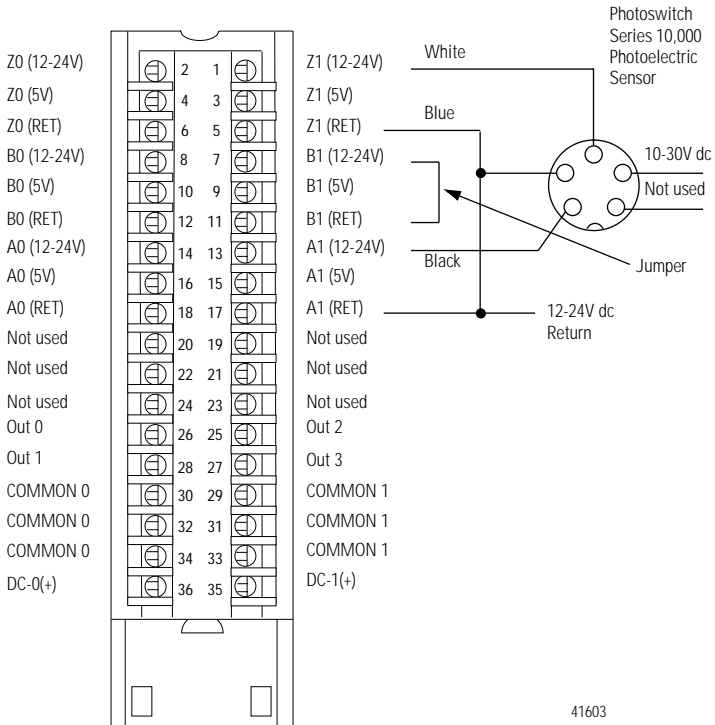 Photoswitch
Series 10,000
Photoelectric
Sensor
Z0 (12-24V) 2 1 Z1 (12-24V) White
Z0 (5V) 4 3 Z1 (5V)
Z0 (RET) 6 5 Z1 (RET) Blue
B0 (12-24V) 8 7 B1 (12-24V) 10-30V dc
B0 (5V) 10 9 B1 (5V) Not used
B0 (RET) 12 11 B1 (RET)
A0 (12-24V) 14 13 A1 (12-24V) Black Jumper
A0 (5V) 16 15 A1 (5V)
A0 (RET) 18 17 A1 (RET) 12-24V dc
Return
Not used 20 19 Not used
Not used 22 21 Not used
Not used 24 23 Not used
Out 0 26 25 Out 2
Out 1 28 27 Out 3
COMMON 0 30 29 COMMON 1
COMMON 0 32 31 COMMON 1
COMMON 0 34 33 COMMON 1
DC-0(+) 36 35 DC-1(+)
41603